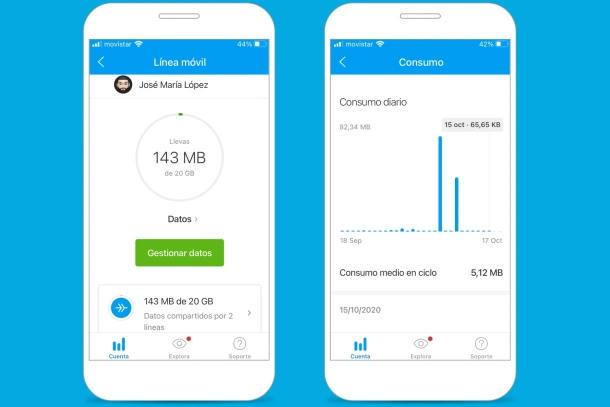 movistar
44%
Línea móvil
José María López
Llevas
143 MB
de 20 GB
Datos >
Gestionar datos
143 MB de 20 GB
Datos compartidos por 2
líneas
Cuenta
Explora
Soporte
movistar
42%
Consumo
Consumo diario
82,34 MB
15 oct · 65,65 KB
18 Sep
17 Oct
Consumo medio en ciclo
5,12 MB
15/10/2020
Cuenta
Explora
Soporte